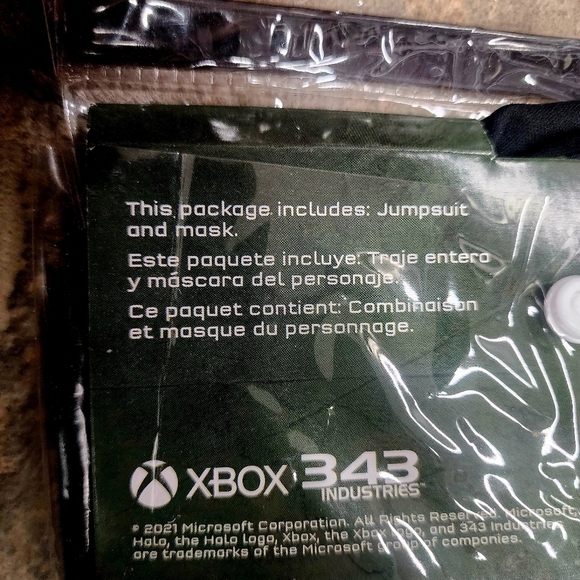 This package includes: Jumpsuit
and mask.
Este paquete incluye: Traje entero
y máscara del personaje.
Ce paquet contient: Combinaison
et masque du personnage.
XBOX 343
INDUSTRIES™
© 2021 Microsoft Corporation. All Rights Reserved. Microsoft,
Halo, the Halo logo, Xbox, the Xbox logo, and 343 Industries
are trademarks of the Microsoft group of companies.